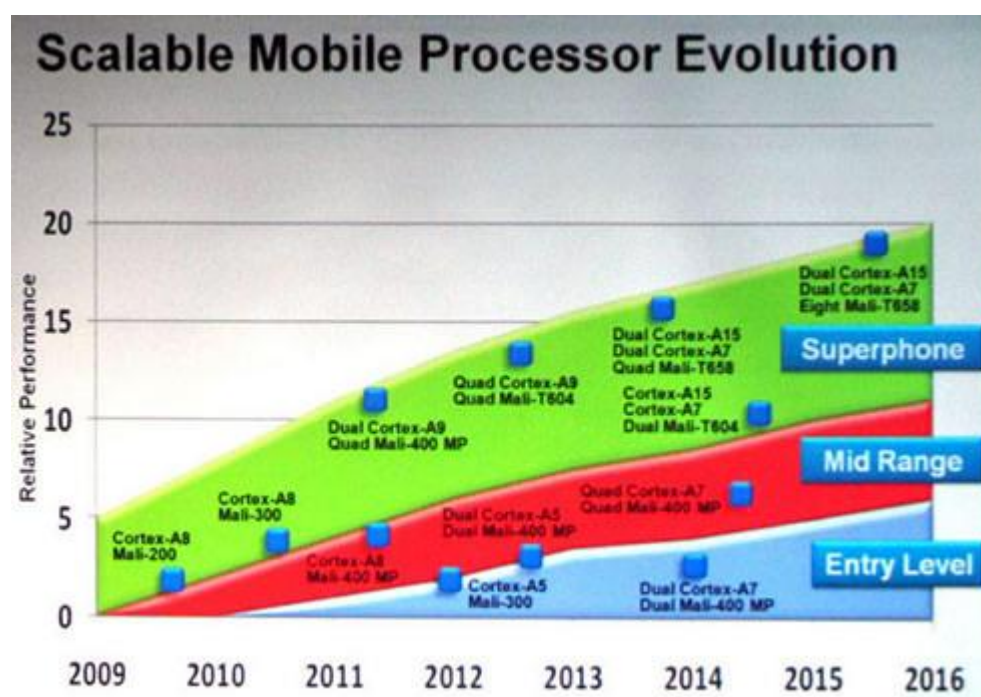 Scalable Mobile Processor Evolution
25
20
15
10
5
0
Relative Performance
Cortex-A8
Mali-200
Cortex-A8
Mali-300
Dual Cortex-A9
Quad Mali-400 MP
Cortex-A8
Mali-400 MP
Quad Cortex-A9
Quad Mali-T604
Dual Cortex-A5
Dual Mali-400 MP
Cortex-A5
Mali-300
Dual Cortex-A15
Dual Cortex-A7
Quad Mali-T658
Cortex-A15
Cortex-A7
Dual Mali-T604
Quad Cortex-A7
Quad Mali-400 MP
Dual Cortex-A7
Dual Mali-400 MP
Dual Cortex-A15
Dual Cortex-A7
Eight Mali-T658
Superphone
Mid Range
Entry Level
2009 2010 2011 2012 2013 2014 2015 2016